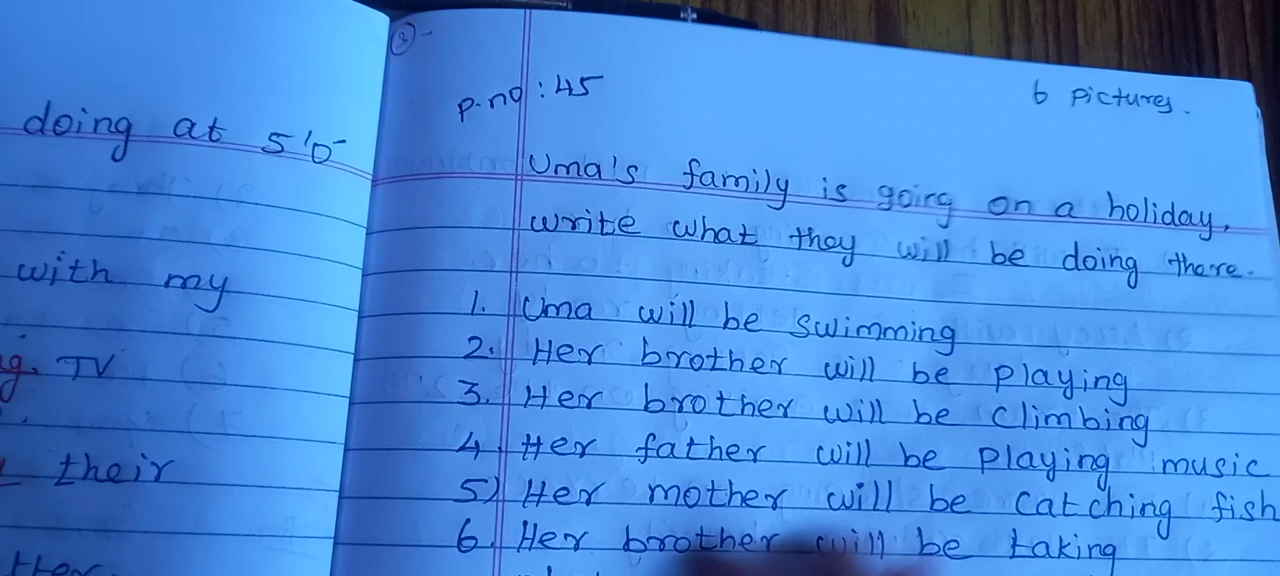 doing at 5'0
with my
g. TV
their
ther
3
p.no : 45
6 pictures.
Uma's family is going on a holiday,
write what they will be doing there.
1. Uma will be swimming
2. Her brother will be playing
3. Her brother will be climbing
4. Her father will be playing music
5) Her mother will be catching fish
6. Her brother will be taking